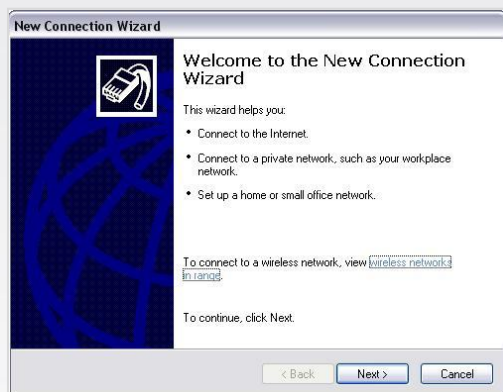 New Connection Wizard
Welcome to the New Connection
Wizard
This wizard helps you:
• Connect to the Internet.
• Connect to a private network, such as your workplace
network.
• Set up a home or small office network.
To connect to a wireless network, view wireless networks
in range.
To continue, click Next.
< Back Next > Cancel